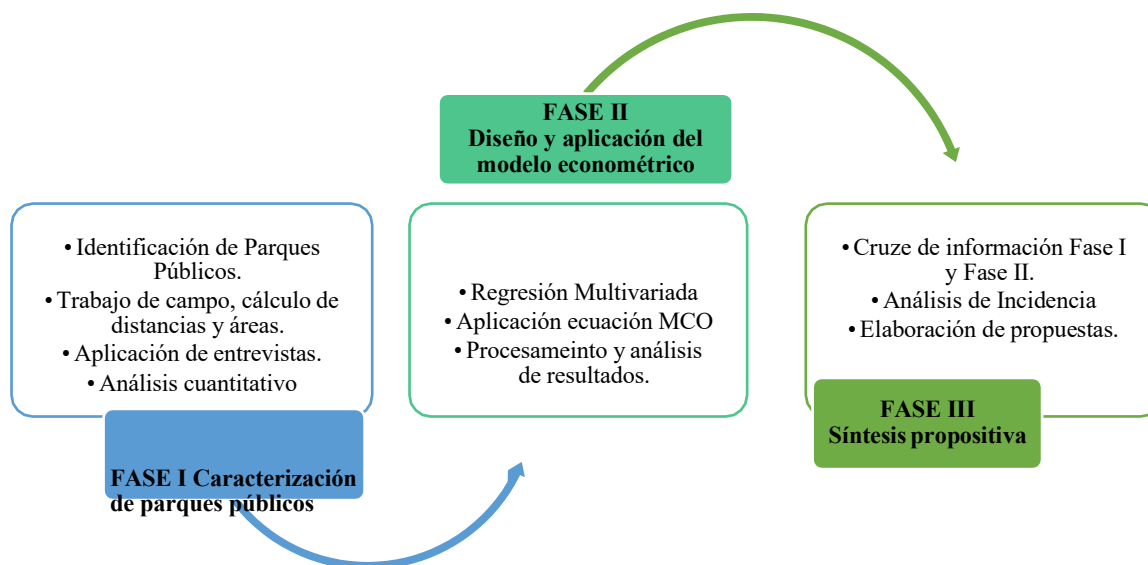 • Identificación de Parques
Públicos.
• Trabajo de campo, cálculo de
distancias y áreas.
• Aplicación de entrevistas.
• Análisis cuantitativo
FASE I Caracterización
de parques públicos
FASE II
Diseño y aplicación del
modelo econométrico
• Regresión Multivariada
• Aplicación ecuación MCO
• Procesameinto y análisis
de resultados.
• Cruze de información Fase I
y Fase II.
• Análisis de Incidencia
• Elaboración de propuestas.
FASE III
Síntesis propositiva